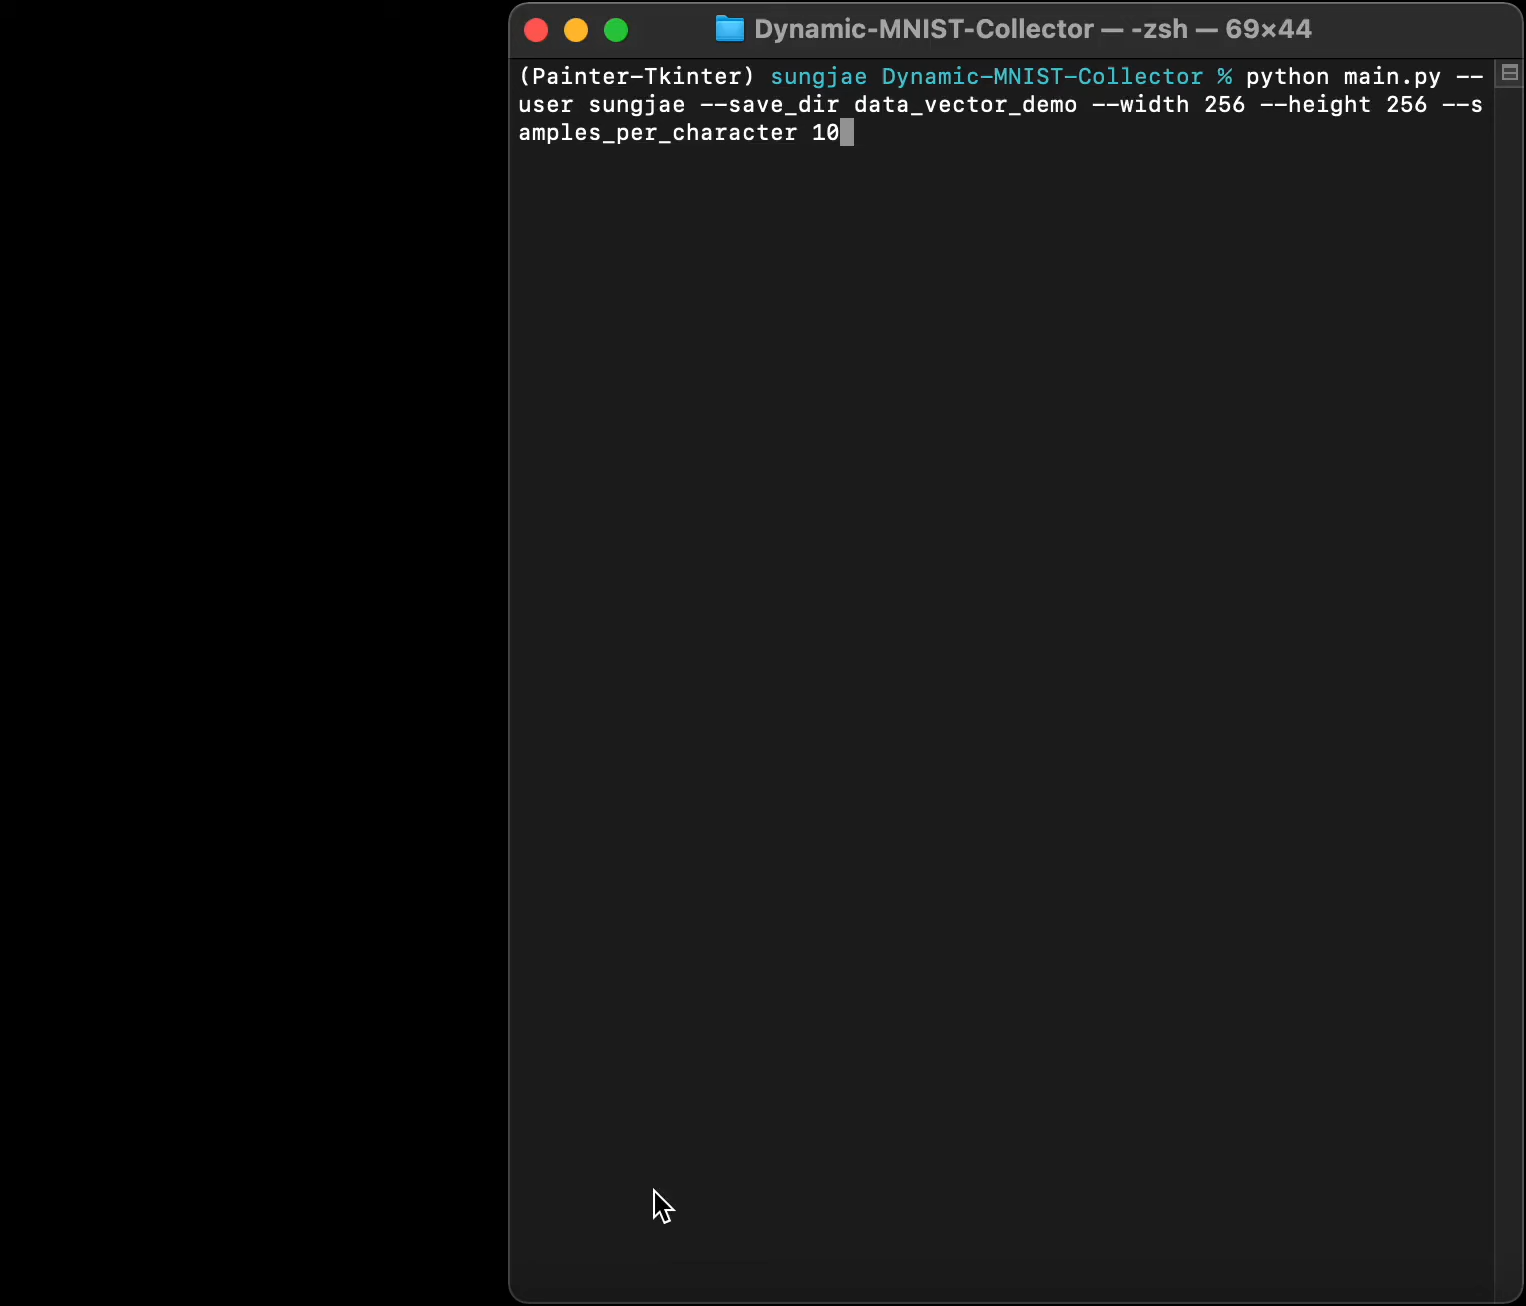 Dynamic-MNIST-Collector — -zsh — 69×44
(Painter-Tkinter) sungjae Dynamic-MNIST-Collector % python main.py --
user sungjae --save_dir data_vector_demo --width 256 --height 256 --s
amples_per_character 10